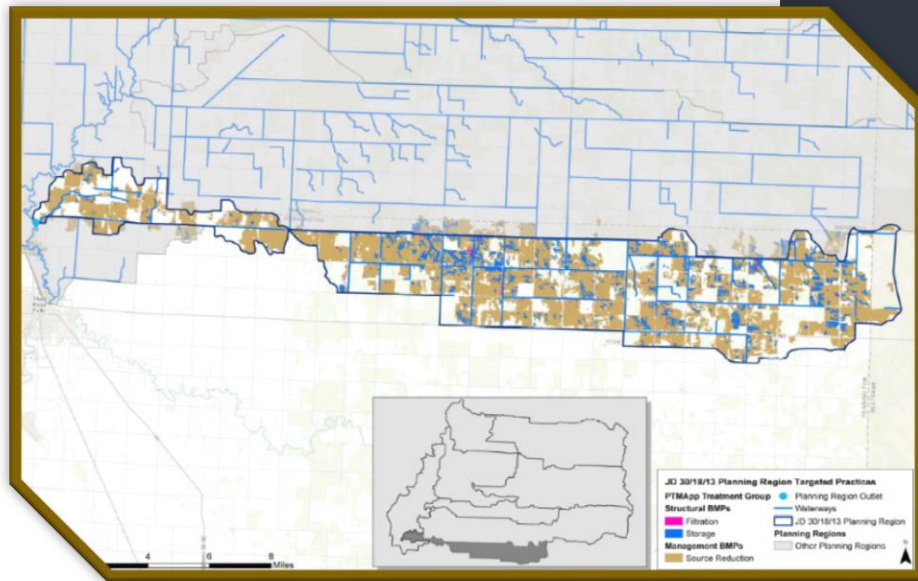 4
8
Miles
JD 30/18/13 Planning Region Targeted Practices
PTMApp Treatment Group
Structural BMPs
Filtration
Storage
Management BMPs
Source Reduction
Planning Region Outlet
Waterways
JD 30/18/13 Planning Region
Planning Regions
Other Planning Regions
N